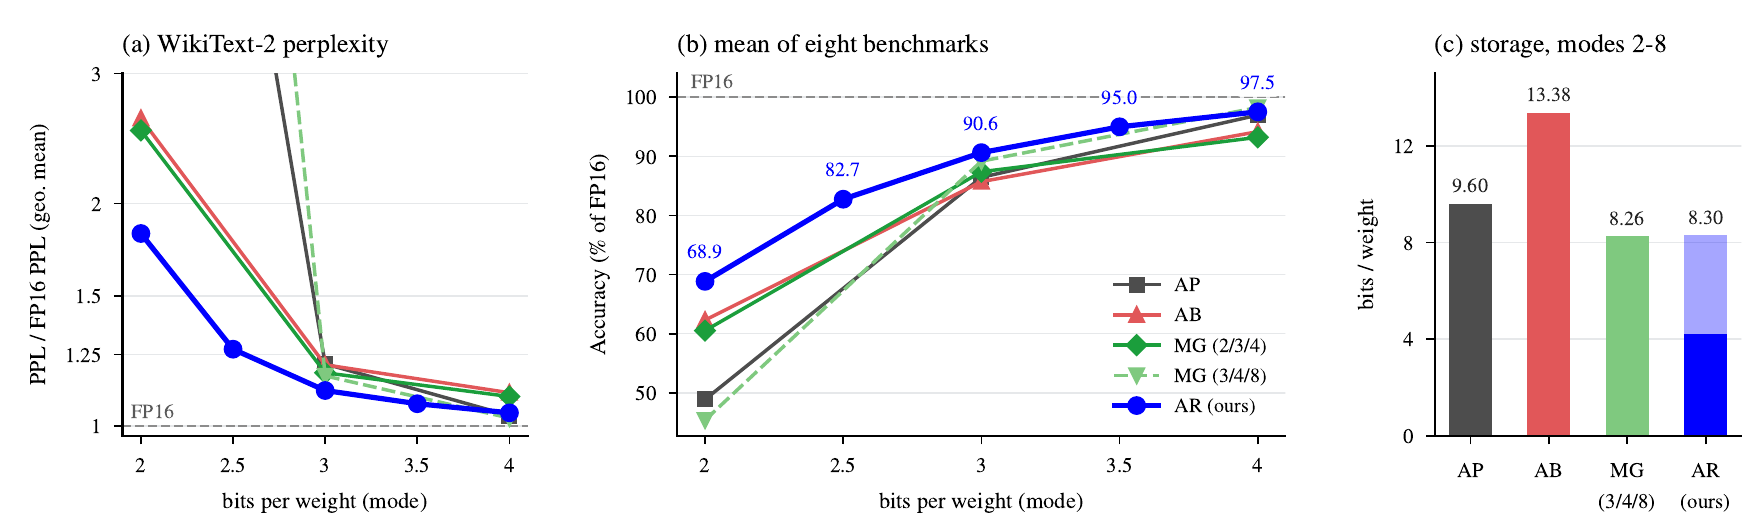 (a) WikiText-2 perplexity
PPL / FP16 PPL (geo. mean)
3
2
1.5
1.25
1
FP16
2
2.5
3
3.5
4
bits per weight (mode)
(b) mean of eight benchmarks
Accuracy (% of FP16)
100
90
80
70
60
50
FP16
68.9
82.7
90.6
95.0
97.5
AP
AB
MG (2/3/4)
MG (3/4/8)
AR (ours)
2
2.5
3
3.5
4
bits per weight (mode)
(c) storage, modes 2-8
bits / weight
12
8
4
0
9.60
13.38
8.26
8.30
AP
AB
MG
(3/4/8)
AR
(ours)